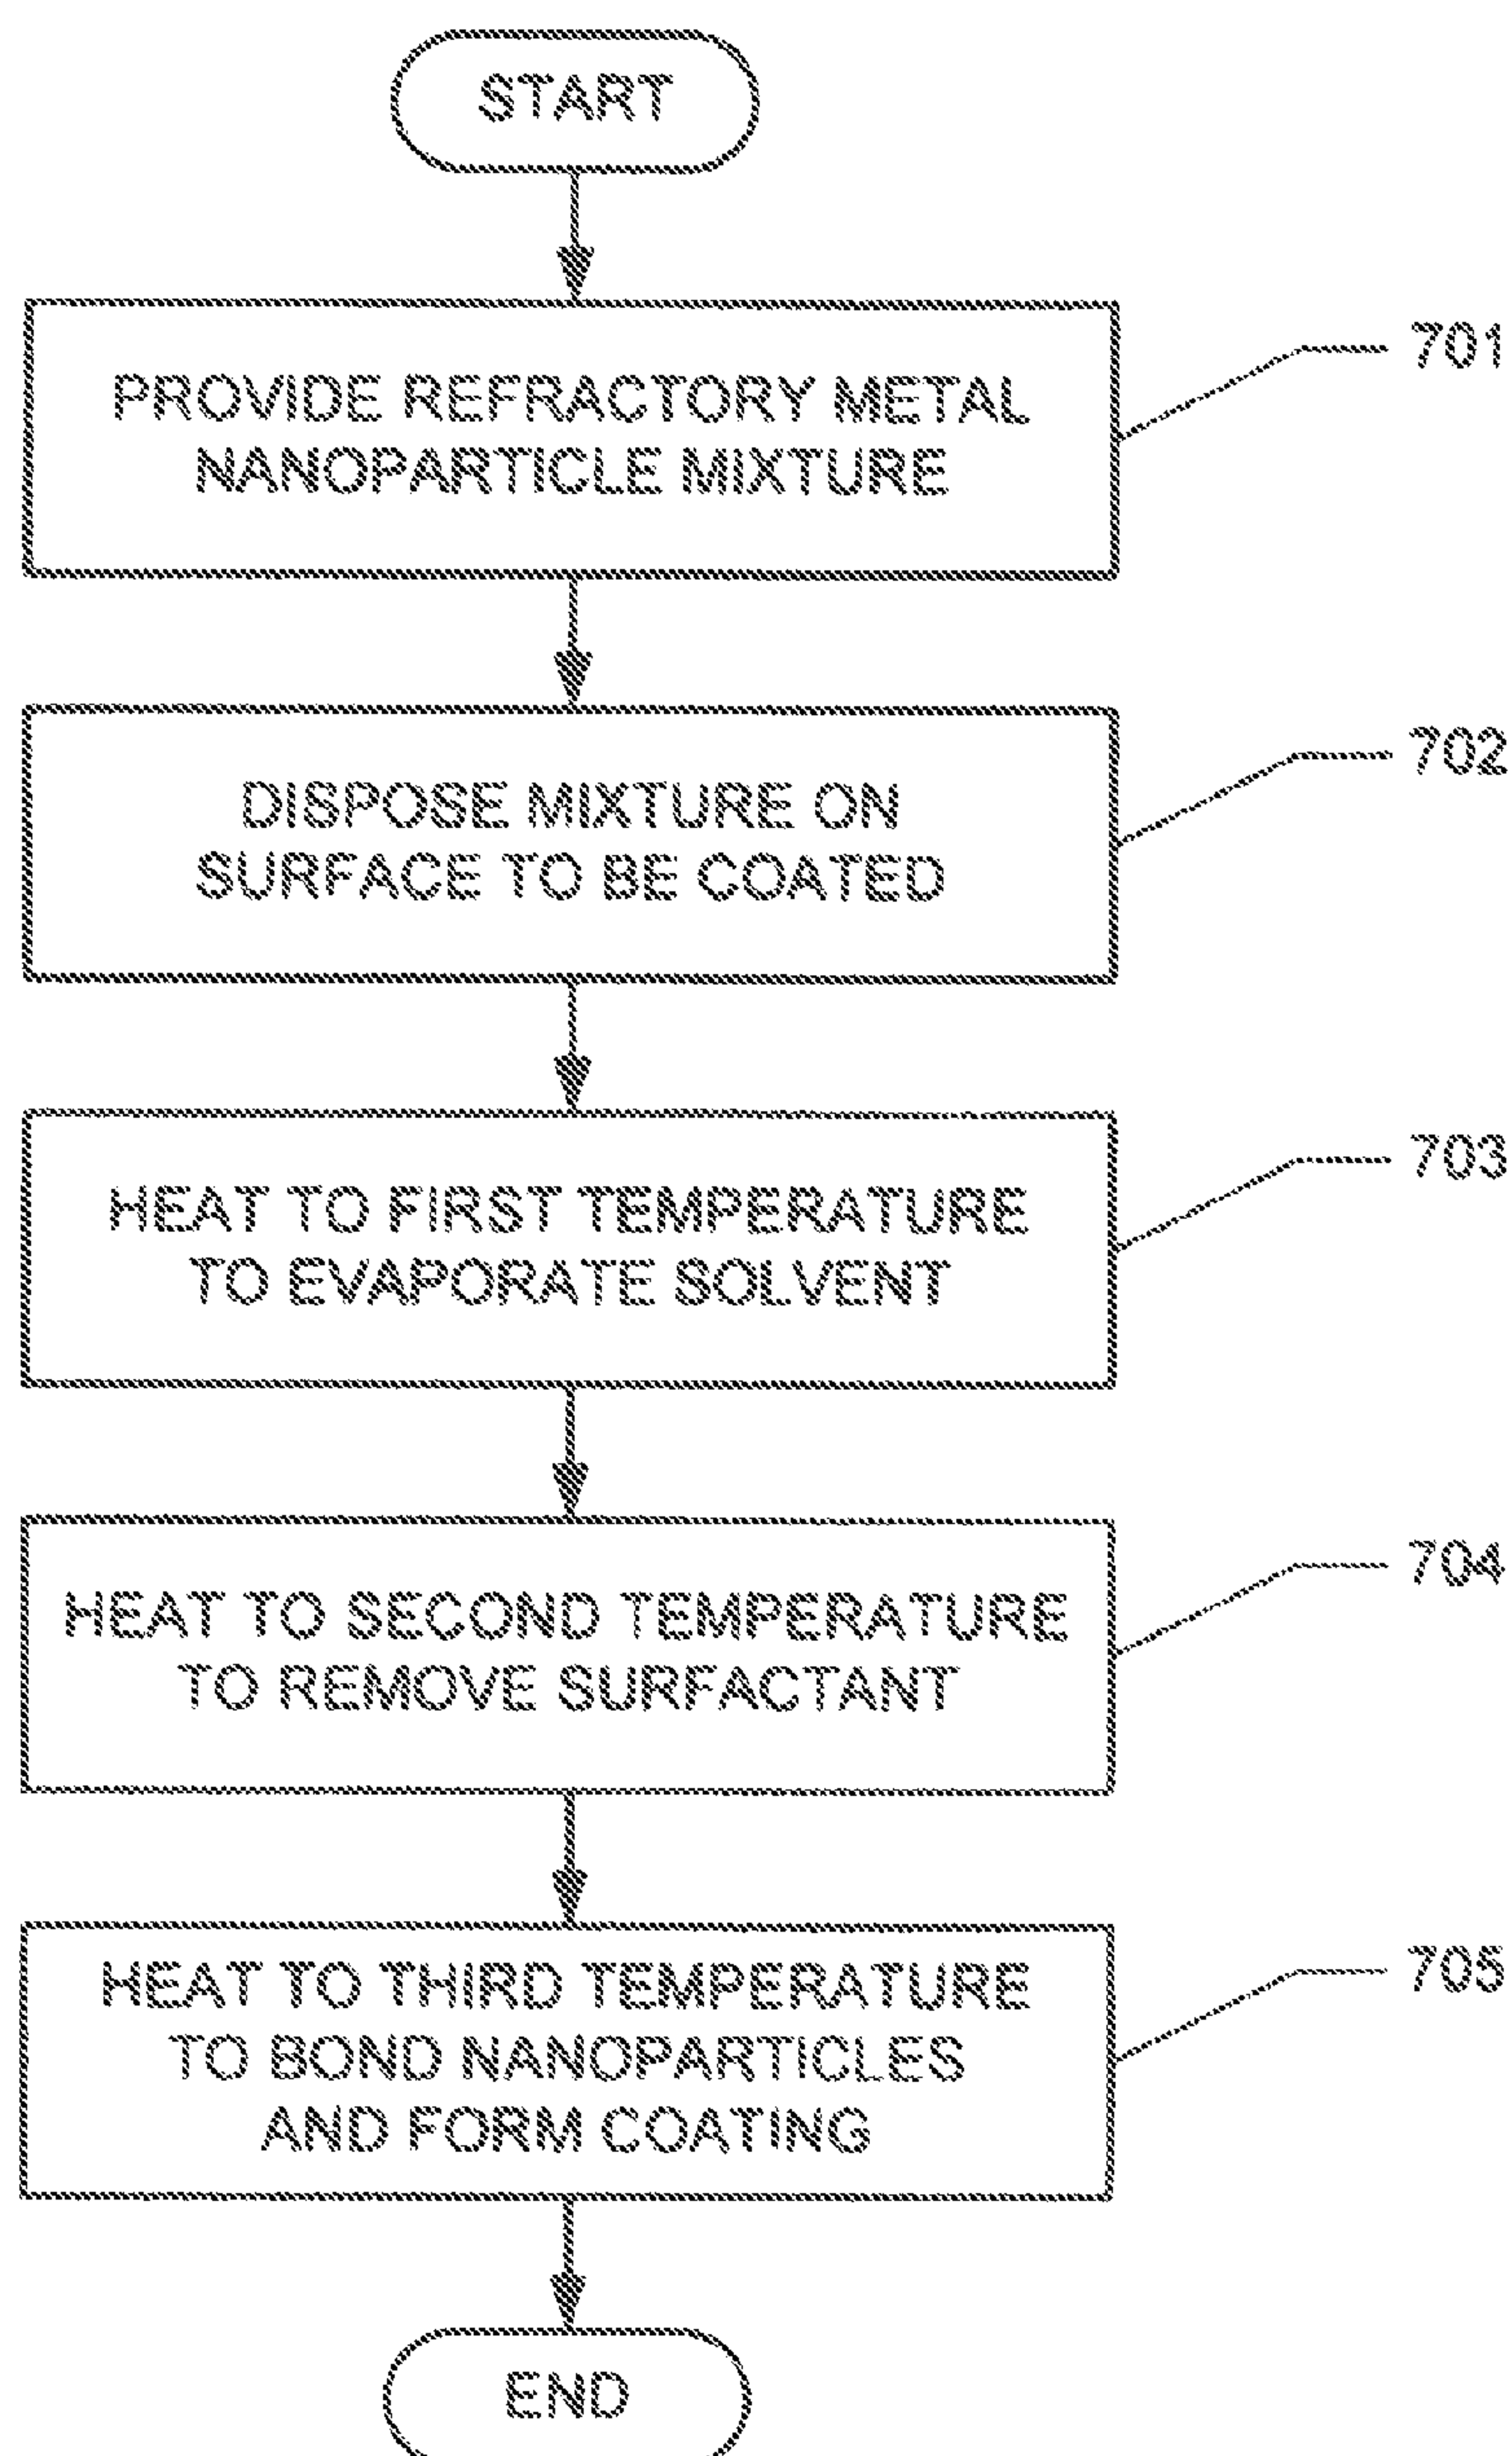 START
PROVIDE REFRACTORY METAL
NANOPARTICLE MIXTURE
701
DISPOSE MIXTURE ON
SURFACE TO BE COATED
702
HEAT TO FIRST TEMPERATURE
TO EVAPORATE SOLVENT
703
HEAT TO SECOND TEMPERATURE
TO REMOVE SURFACTANT
704
HEAT TO THIRD TEMPERATURE
TO BOND NANOPARTICLES
AND FORM COATING
705
END